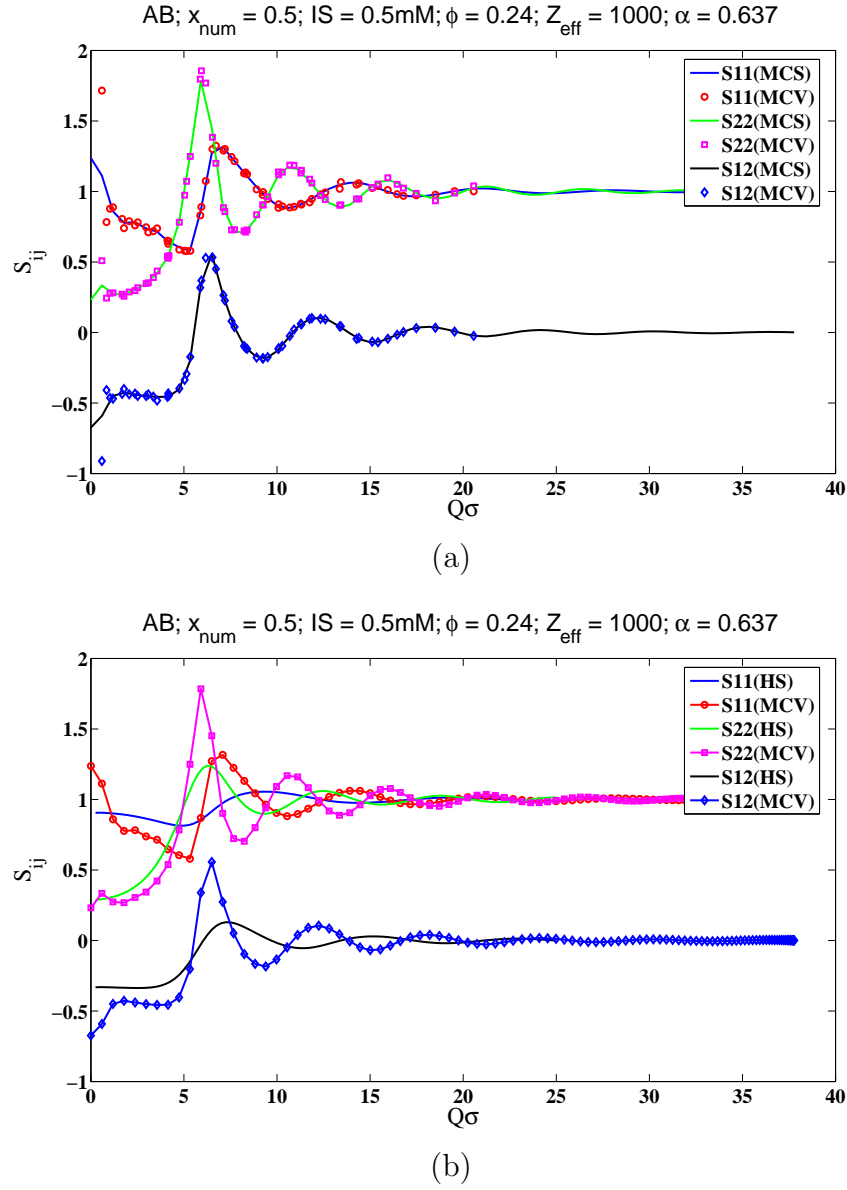 AB; x_num = 0.5; IS = 0.5mM; ϕ = 0.24; Z_eff = 1000; α = 0.637
2
1.5
1
0.5
0
−0.5
−1
S_ij
S11(MCS)
S11(MCV)
S22(MCS)
S22(MCV)
S12(MCS)
S12(MCV)
0 5 10 15 20 25 30 35 40
Qσ
(a)
AB; x_num = 0.5; IS = 0.5mM; ϕ = 0.24; Z_eff = 1000; α = 0.637
2
1.5
1
0.5
0
−0.5
−1
S_ij
S11(HS)
S11(MCV)
S22(HS)
S22(MCV)
S12(HS)
S12(MCV)
0 5 10 15 20 25 30 35 40
Qσ
(b)